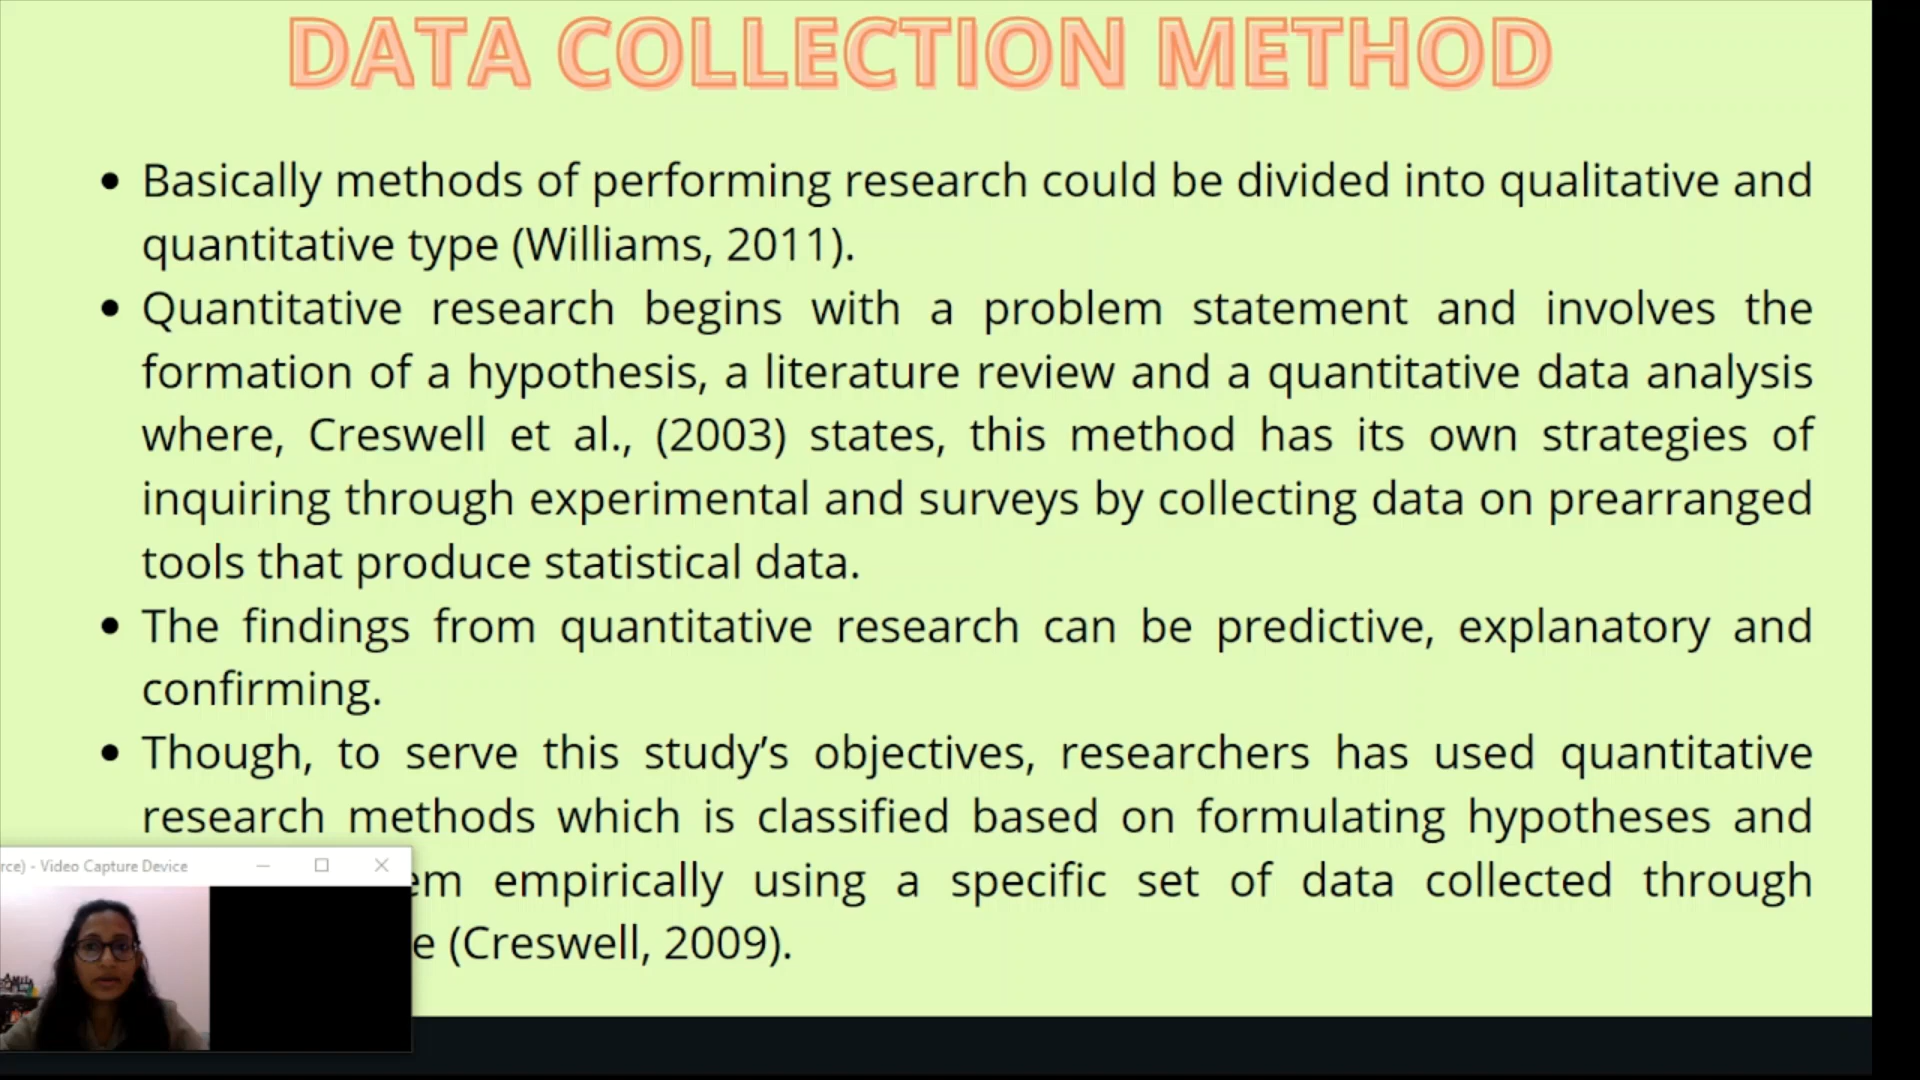 DATA COLLECTION METHOD
• Basically methods of performing research could be divided into qualitative and
quantitative type (Williams, 2011).
• Quantitative research begins with a problem statement and involves the
formation of a hypothesis, a literature review and a quantitative data analysis
where, Creswell et al., (2003) states, this method has its own strategies of
inquiring through experimental and surveys by collecting data on prearranged
tools that produce statistical data.
• The findings from quantitative research can be predictive, explanatory and
confirming.
• Though, to serve this study’s objectives, researchers has used quantitative
research methods which is classified based on formulating hypotheses and
em empirically using a specific set of data collected through
e (Creswell, 2009).
rce) - Video Capture Device